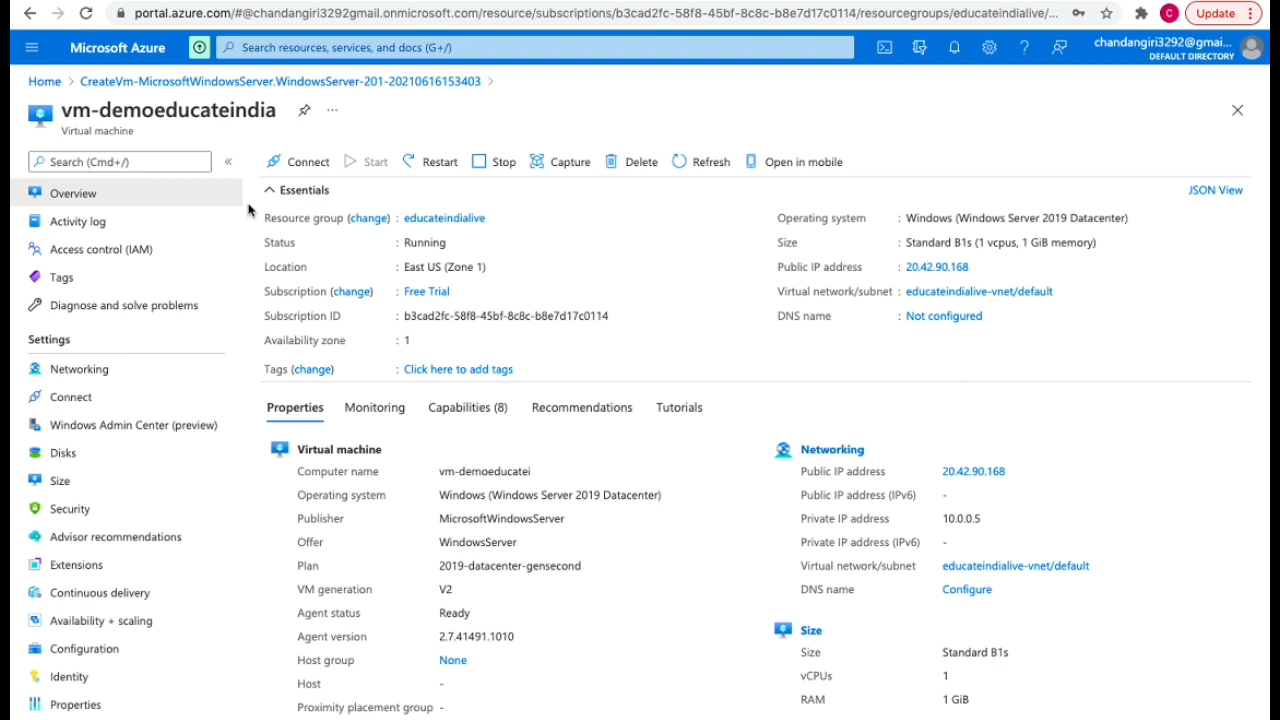 portal.azure.com/#@chandangiri3292gmail.onmicrosoft.com/resource/subscriptions/b3cad2fc-58f8-45bf-8c8c-b8e7d17c0114/resourcegroups/educateindialive/...
C
Update
Microsoft Azure
Search resources, services, and docs (G+/)
chandangiri3292@gmai...
DEFAULT DIRECTORY
Home > CreateVm-MicrosoftWindowsServer.WindowsServer-201-20210616153403 >
vm-demoeducateindia
...
Virtual machine
Search (Cmd+/)
«
Connect Start Restart Stop Capture Delete Refresh Open in mobile
Overview
Activity log
Access control (IAM)
Tags
Diagnose and solve problems
Settings
Networking
Connect
Windows Admin Center (preview)
Disks
Size
Security
Advisor recommendations
Extensions
Continuous delivery
Availability + scaling
Configuration
Identity
Properties
Essentials
JSON View
Resource group (change) : educateindialive
Status : Running
Location : East US (Zone 1)
Subscription (change) : Free Trial
Subscription ID : b3cad2fc-58f8-45bf-8c8c-b8e7d17c0114
Availability zone : 1
Tags (change) : Click here to add tags
Operating system : Windows (Windows Server 2019 Datacenter)
Size : Standard B1s (1 vcpus, 1 GiB memory)
Public IP address : 20.42.90.168
Virtual network/subnet : educateindialive-vnet/default
DNS name : Not configured
Properties Monitoring Capabilities (8) Recommendations Tutorials
Virtual machine
Computer name vm-demoeducatei
Operating system Windows (Windows Server 2019 Datacenter)
Publisher MicrosoftWindowsServer
Offer WindowsServer
Plan 2019-datacenter-gensecond
VM generation V2
Agent status Ready
Agent version 2.7.41491.1010
Host group None
Host -
Proximity placement group -
Networking
Public IP address 20.42.90.168
Public IP address (IPv6) -
Private IP address 10.0.0.5
Private IP address (IPv6) -
Virtual network/subnet educateindialive-vnet/default
DNS name Configure
Size
Size Standard B1s
vCPUs 1
RAM 1 GiB